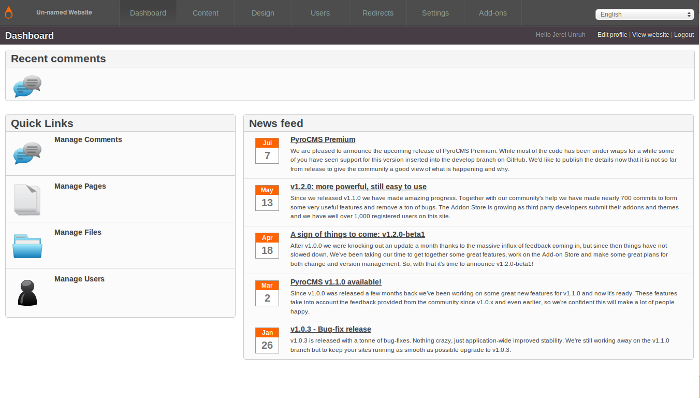 Un-named Website Dashboard Content Design Users Redirects Settings Add-ons English
Dashboard Hello Jerel Unruh Edit profile | View website | Logout
Recent comments
Quick Links
Manage Comments
Manage Pages
Manage Files
Manage Users
News feed
Jul
7
PyroCMS Premium
We are pleased to announce the upcoming release of PyroCMS Premium. While most of the code has been under wraps for a while some
of you have seen support for this version inserted into the develop branch on GitHub. We'd like to publish the details now that it is not so far
from release to give the community a good view of what is happening and why.
May
13
v1.2.0: more powerful, still easy to use
Since we released v1.1.0 we have made amazing progress. Together with our community's help we have made nearly 700 commits to form
some very useful features and remove a ton of bugs. The Addon Store is growing as third party developers submit their addons and themes
and we have well over 1,000 registered users on this site.
Apr
18
A sign of things to come: v1.2.0-beta1
After v1.0.0 we were knocking out an update a month thanks to the massive influx of feedback coming in, but since then things have not
slowed down. We've been taking our time to get together some great features, work on the Add-on Store and make some great plans for
both change and version management. So, with that it's time to announce v1.2.0-beta1!
Mar
2
PyroCMS v1.1.0 available!
Since v1.0.0 was released a few months back we've been working on some great new features for v1.1.0 and now it's ready. These features
take into account the feedback provided from the community since v1.0.x and even earlier, so we're confident this will make a lot of people
happy.
Jan
26
v1.0.3 - Bug-fix release
v1.0.3 is released with a tonne of bug-fixes. Nothing crazy, just application-wide improved stability. We're still working away on the v1.1.0
branch but to keep your sites running as smooth as possible upgrade to v1.0.3.